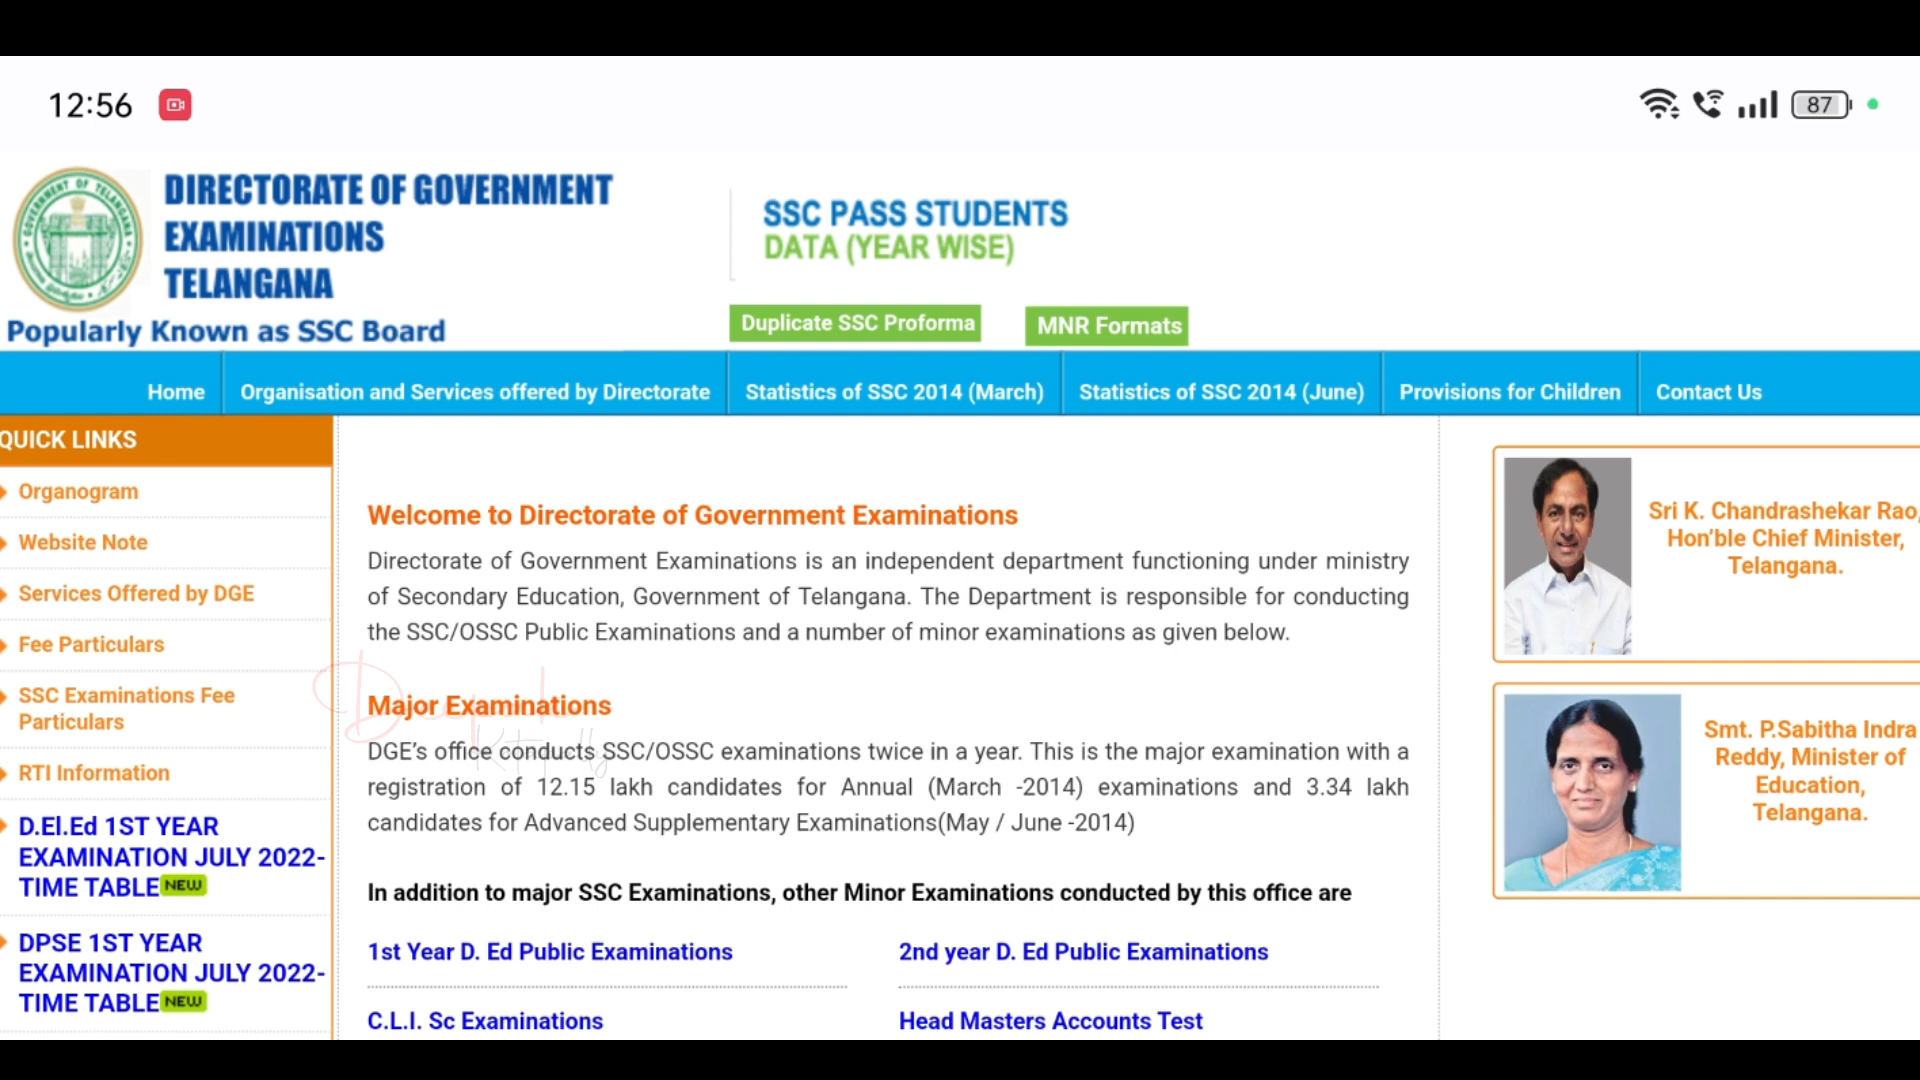 12:56
87
DIRECTORATE OF GOVERNMENT
EXAMINATIONS
TELANGANA
Popularly Known as SSC Board
GOVERNMENT OF TELANGANA
SSC PASS STUDENTS
DATA (YEAR WISE)
Duplicate SSC Proforma
MNR Formats
Home
Organisation and Services offered by Directorate
Statistics of SSC 2014 (March)
Statistics of SSC 2014 (June)
Provisions for Children
Contact Us
QUICK LINKS
Organogram
Website Note
Services Offered by DGE
Fee Particulars
SSC Examinations Fee
Particulars
RTI Information
D.El.Ed 1ST YEAR
EXAMINATION JULY 2022-
TIME TABLE NEW
DPSE 1ST YEAR
EXAMINATION JULY 2022-
TIME TABLE NEW
Welcome to Directorate of Government Examinations
Directorate of Government Examinations is an independent department functioning under ministry
of Secondary Education, Government of Telangana. The Department is responsible for conducting
the SSC/OSSC Public Examinations and a number of minor examinations as given below.
Major Examinations
DGE's office conducts SSC/OSSC examinations twice in a year. This is the major examination with a
registration of 12.15 lakh candidates for Annual (March -2014) examinations and 3.34 lakh
candidates for Advanced Supplementary Examinations(May / June -2014)
In addition to major SSC Examinations, other Minor Examinations conducted by this office are
1st Year D. Ed Public Examinations
2nd year D. Ed Public Examinations
C.L.I. Sc Examinations
Head Masters Accounts Test
Sri K. Chandrashekar Rao,
Hon'ble Chief Minister,
Telangana.
Smt. P.Sabitha Indra
Reddy, Minister of
Education,
Telangana.